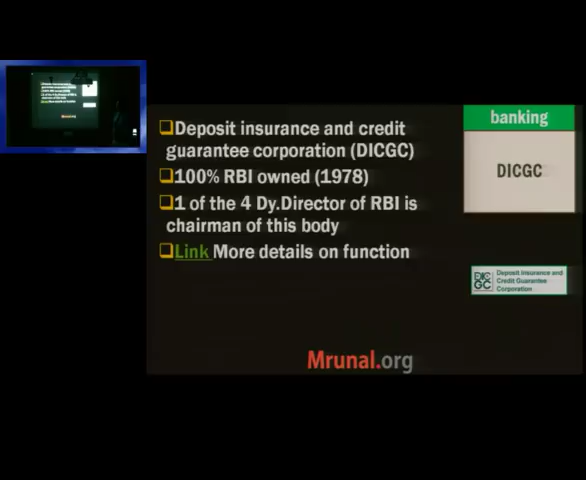 banking
DICGC
❑Deposit insurance and credit
guarantee corporation (DICGC)
❑100% RBI owned (1978)
❑1 of the 4 Dy.Director of RBI is
chairman of this body
❑Link More details on function
DIC
GC
Deposit Insurance and
Credit Guarantee
Corporation
Mrunal.org